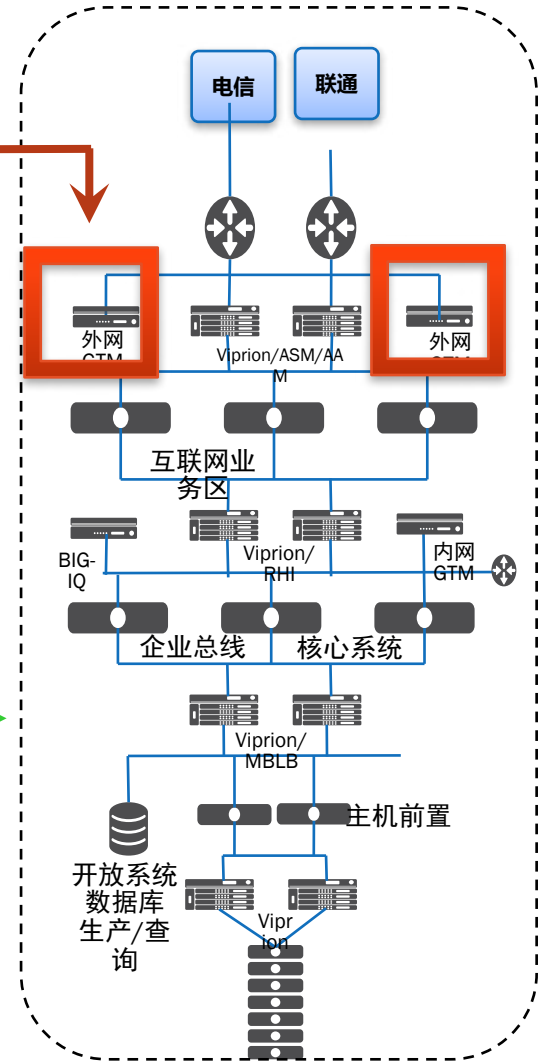 电信
联通
外网
GTM
Viprion/ASM/AA
M
外网
互联网业
务区
BIG-
IQ
Viprion/
RHI
内网
GTM
企业总线
核心系统
Viprion/
MBLB
主机前置
开放系统
数据库
生产/查
询
Vipr
ion